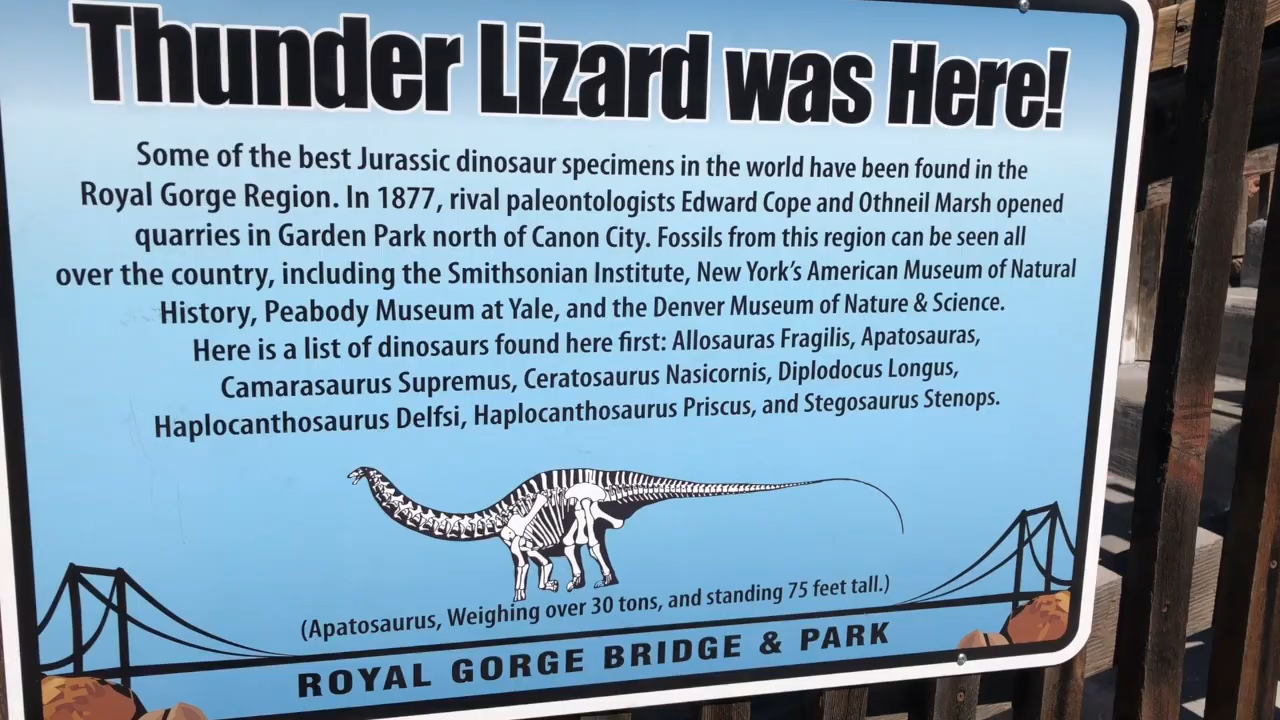 Thunder Lizard was Here!
Some of the best Jurassic dinosaur specimens in the world have been found in the
Royal Gorge Region. In 1877, rival paleontologists Edward Cope and Othneil Marsh opened
quarries in Garden Park north of Canon City. Fossils from this region can be seen all
over the country, including the Smithsonian Institute, New York's American Museum of Natural
History, Peabody Museum at Yale, and the Denver Museum of Nature & Science.
Here is a list of dinosaurs found here first: Allosauras Fragilis, Apatosauras,
Camarasaurus Supremus, Ceratosaurus Nasicornis, Diplodocus Longus,
Haplocanthosaurus Delfsi, Haplocanthosaurus Priscus, and Stegosaurus Stenops.
(Apatosaurus, Weighing over 30 tons, and standing 75 feet tall.)
ROYAL GORGE BRIDGE & PARK